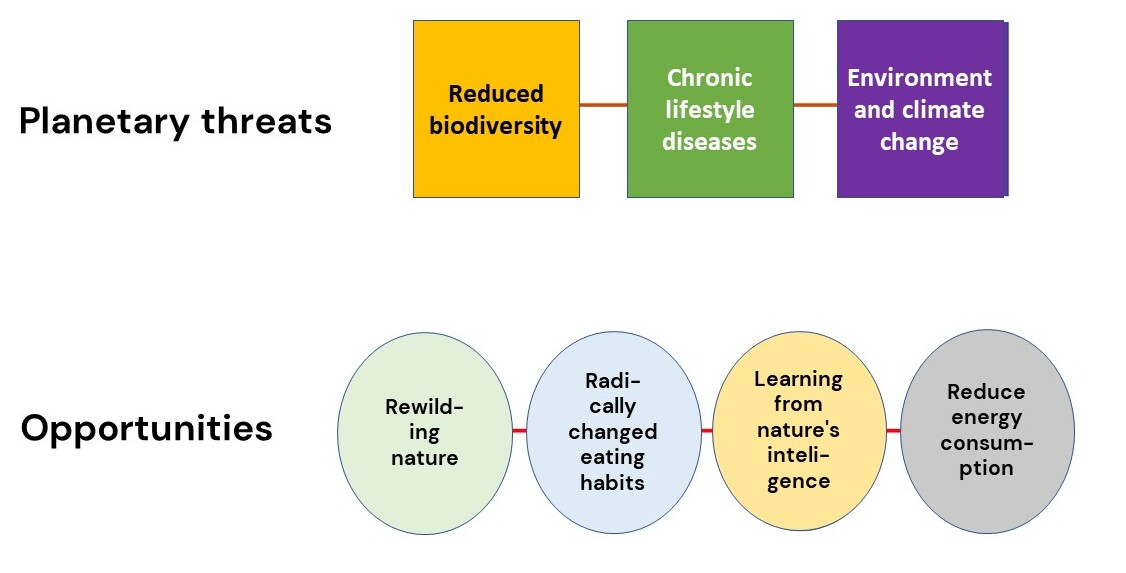 Planetary threats
Reduced
biodiversity
Chronic
lifestyle
diseases
Environment
and climate
change
Opportunities
Rewild-
ing
nature
Radi-
cally
changed
eating
habits
Learning
from
nature's
inteli-
gence
Reduce
energy
consum-
ption